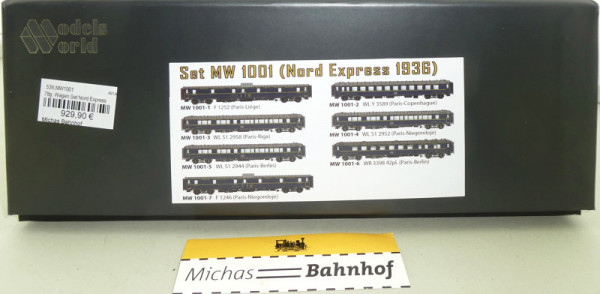 Models
World
Set MW 1001 (Nord Express 1936)
MW 1001-1 F 1252 (Paris-Liège)
MW 1001-2 WL Y 3589 (Paris-Copenhague)
MW 1001-3 WL S1 2958 (Paris-Riga)
MW 1001-4 WL S1 2952 (Paris-Niegoreloje)
MW 1001-5 WL S1 2944 (Paris-Berlin)
MW 1001-6 WR 3398 42pl. (Paris-Berlin)
MW 1001-7 F 1246 (Paris-Niegoreloje)
536.MW1001
7tlg. Wagen Set Nord Express
929,90 €
Michas Bahnhof
Michas Bahnhof